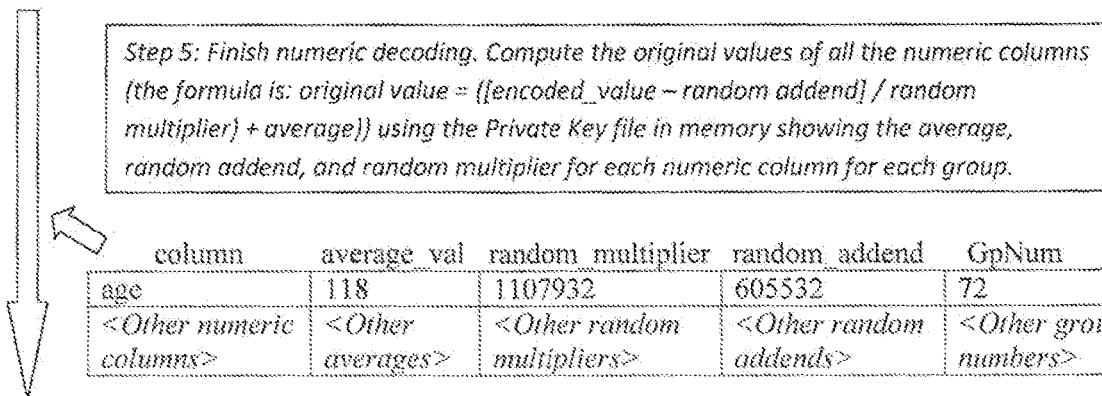 Step 5: Finish numeric decoding. Compute the original values of all the numeric columns
(the formula is: original value = ([encoded_value – random addend] / random
multiplier) + average)) using the Private Key file in memory showing the average,
random addend, and random multiplier for each numeric column for each group.
column average_val random_multiplier random_addend GpNum
age 118 1107932 605532 72
<Other numeric <Other <Other random <Other random <Other grou
columns> averages> multipliers> addends> numbers>